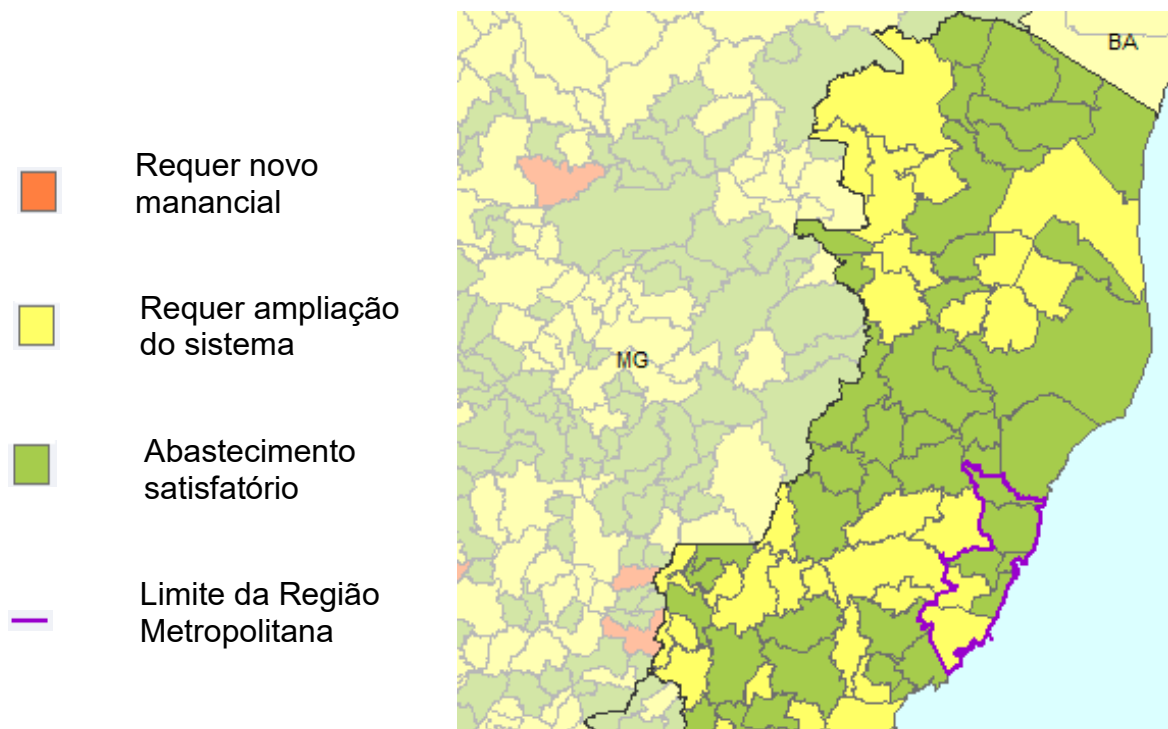 Requer novo
manancial
Requer ampliação
do sistema
Abastecimento
satisfatório
Limite da Região
Metropolitana
BA
MG